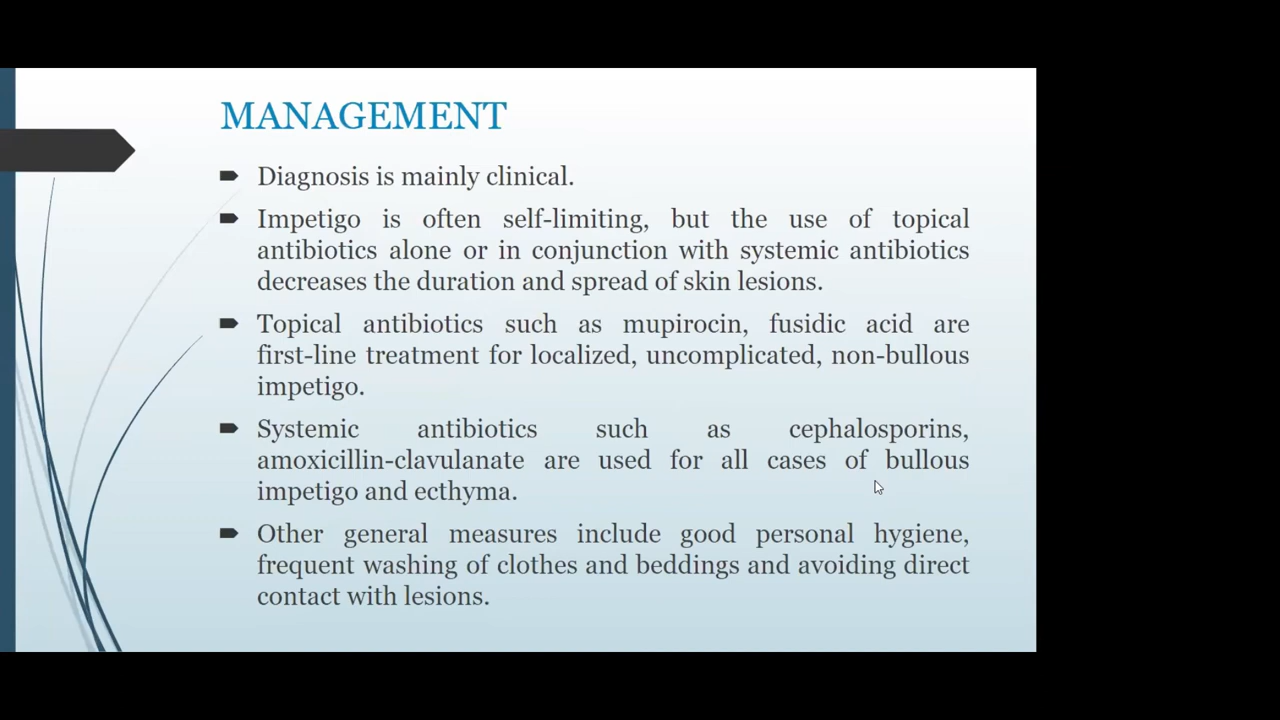 MANAGEMENT
Diagnosis is mainly clinical.
Impetigo is often self-limiting, but the use of topical
antibiotics alone or in conjunction with systemic antibiotics
decreases the duration and spread of skin lesions.
Topical antibiotics such as mupirocin, fusidic acid are
first-line treatment for localized, uncomplicated, non-bullous
impetigo.
Systemic antibiotics such as cephalosporins,
amoxicillin-clavulanate are used for all cases of bullous
impetigo and ecthyma.
Other general measures include good personal hygiene,
frequent washing of clothes and beddings and avoiding direct
contact with lesions.